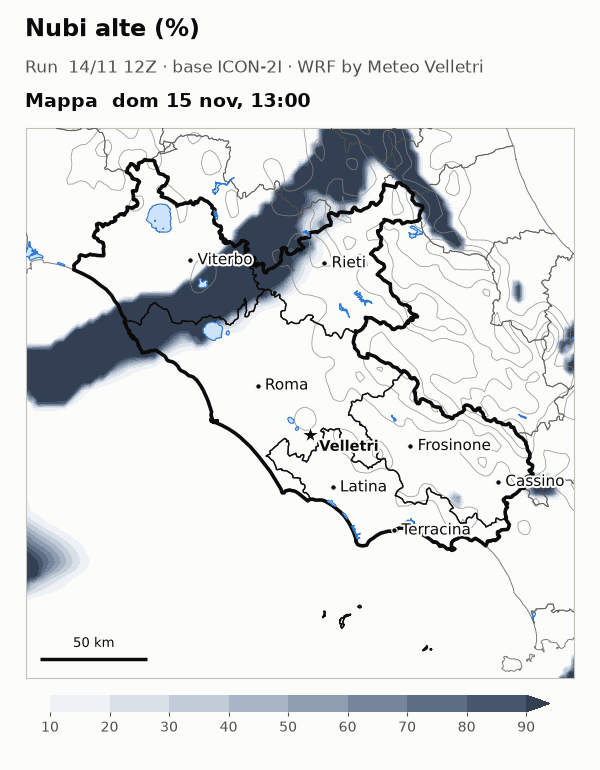 Nubi alte (%)
Run  14/11 12Z · base ICON-2I · WRF by Meteo Velletri
Mappa  dom 15 nov, 13:00
Viterbo
Rieti
Roma
Velletri
Frosinone
Cassino
Latina
Terracina
50 km
10 20 30 40 50 60 70 80 90